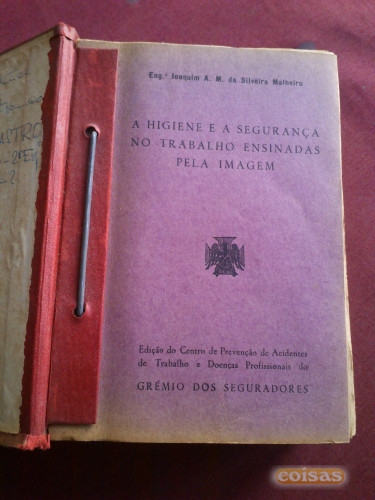 ASTRO
Eng.º Joaquim A. M. da Silveira Malheiro
A HIGIENE E A SEGURANÇA
NO TRABALHO ENSINADAS
PELA IMAGEM
Edição do Centro de Prevenção de Acidentes
de Trabalho e Doenças Profissionais do
GRÉMIO DOS SEGURADORES
coisas